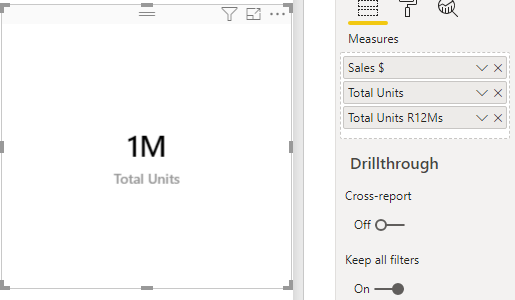 1M
Total Units
Measures
Sales $
Total Units
Total Units R12Ms
Drillthrough
Cross-report
Off
Keep all filters
On